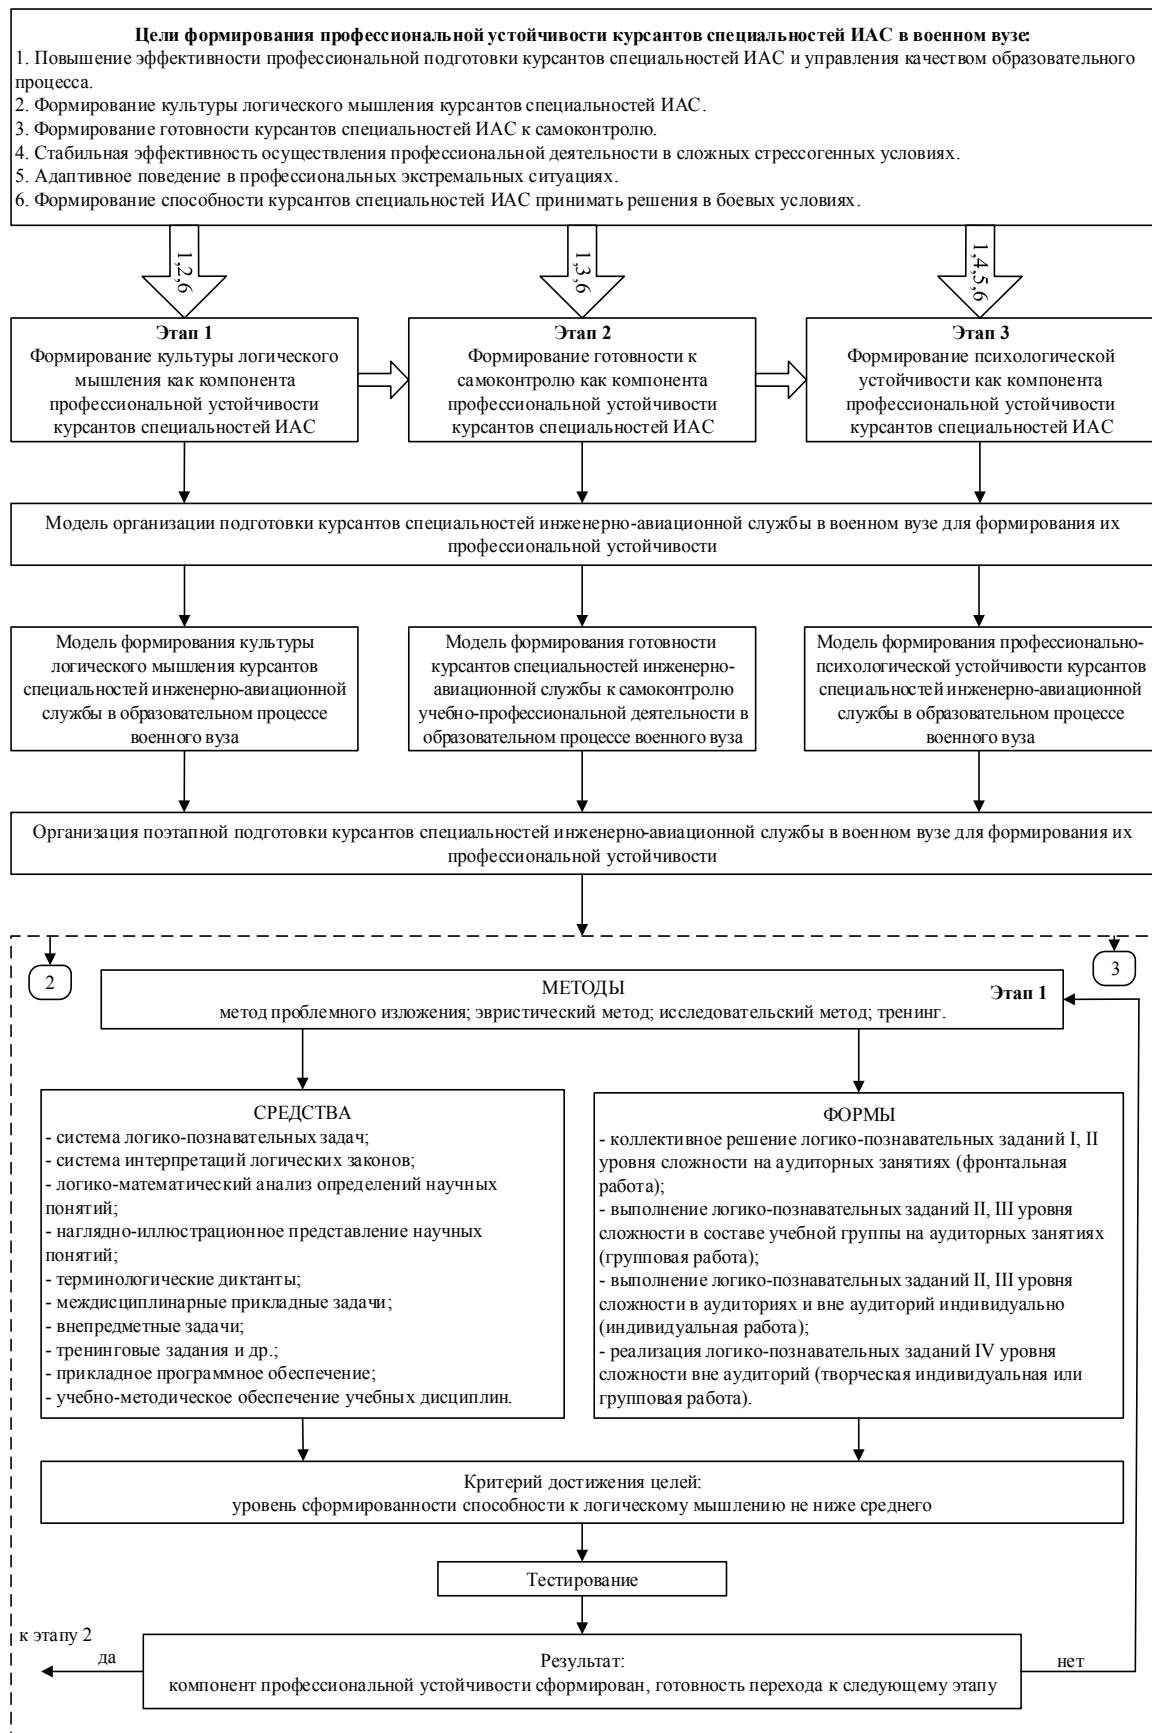 Цели формирования профессиональной устойчивости курсантов специальностей ИАС в военном вузе:
1. Повышение эффективности профессиональной подготовки курсантов специальностей ИАС и управления качеством образовательного
процесса.
2. Формирование культуры логического мышления курсантов специальностей ИАС.
3. Формирование готовности курсантов специальностей ИАС к самоконтролю.
4. Стабильная эффективность осуществления профессиональной деятельности в сложных стрессогенных условиях.
5. Адаптивное поведение в профессиональных экстремальных ситуациях.
6. Формирование способности курсантов специальностей ИАС принимать решения в боевых условиях.
1,2,6
1,3,6
1,4,5,6
Этап 1
Формирование культуры логического
мышления как компонента
профессиональной устойчивости
курсантов специальностей ИАС
Этап 2
Формирование готовности к
самоконтролю как компонента
профессиональной устойчивости
курсантов специальностей ИАС
Этап 3
Формирование психологической
устойчивости как компонента
профессиональной устойчивости
курсантов специальностей ИАС
Модель организации подготовки курсантов специальностей инженерно-авиационной службы в военном вузе для формирования их
профессиональной устойчивости
Модель формирования культуры
логического мышления курсантов
специальностей инженерно-авиационной
службы в образовательном процессе
военного вуза
Модель формирования готовности
курсантов специальностей инженерно-
авиационной службы к самоконтролю
учебно-профессиональной деятельности в
образовательном процессе военного вуза
Модель формирования профессионально-
психологической устойчивости курсантов
специальностей инженерно-авиационной
службы в образовательном процессе
военного вуза
Организация поэтапной подготовки курсантов специальностей инженерно-авиационной службы в военном вузе для формирования их
профессиональной устойчивости
2
3
МЕТОДЫ
Этап 1
метод проблемного изложения; эвристический метод; исследовательский метод; тренинг.
СРЕДСТВА
- система логико-познавательных задач;
- система интерпретаций логических законов;
- логико-математический анализ определений научных
понятий;
- наглядно-иллюстрационное представление научных
понятий;
- терминологические диктанты;
- междисциплинарные прикладные задачи;
- внепредметные задачи;
- тренинговые задания и др.;
- прикладное программное обеспечение;
- учебно-методическое обеспечение учебных дисциплин.
ФОРМЫ
- коллективное решение логико-познавательных заданий I, II
уровня сложности на аудиторных занятиях (фронтальная
работа);
- выполнение логико-познавательных заданий II, III уровня
сложности в составе учебной группы на аудиторных занятиях
(групповая работа);
- выполнение логико-познавательных заданий II, III уровня
сложности в аудиториях и вне аудиторий индивидуально
(индивидуальная работа);
- реализация логико-познавательных заданий IV уровня
сложности вне аудиторий (творческая индивидуальная или
групповая работа).
Критерий достижения целей:
уровень сформированности способности к логическому мышлению не ниже среднего
Тестирование
к этапу 2
да
Результат:
компонент профессиональной устойчивости сформирован, готовность перехода к следующему этапу
нет